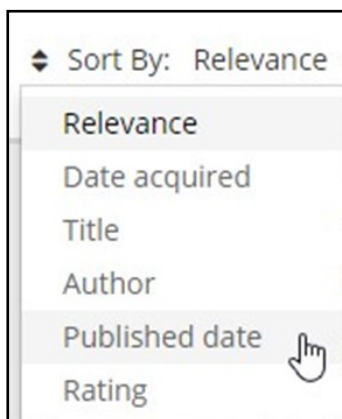 Sort By: Relevance
Relevance
Date acquired
Title
Author
Published date
Rating